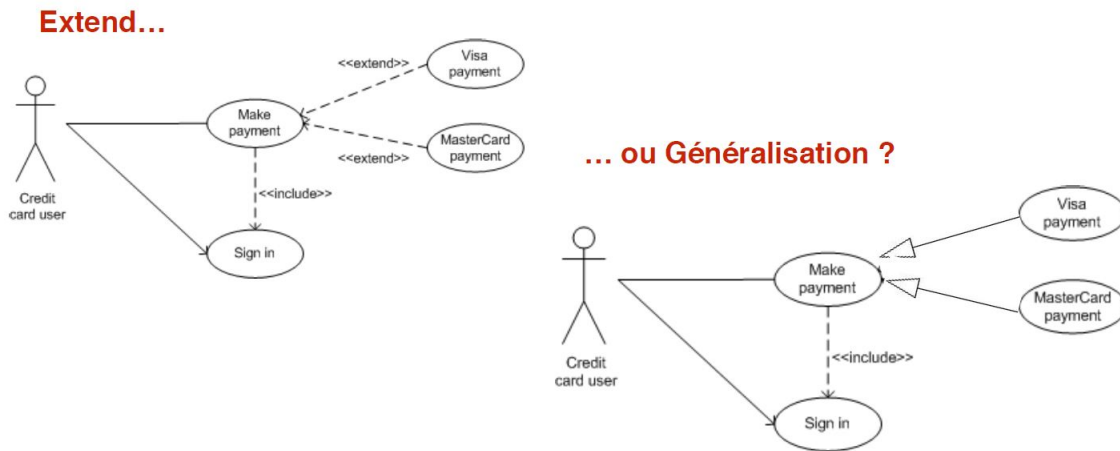 Extend…
Visa
payment
<<extend>>
Make
payment
MasterCard
payment
<<extend>>
<<include>>
Credit
card user
Sign in
… ou Généralisation ?
Visa
payment
Make
payment
MasterCard
payment
<<include>>
Credit
card user
Sign in